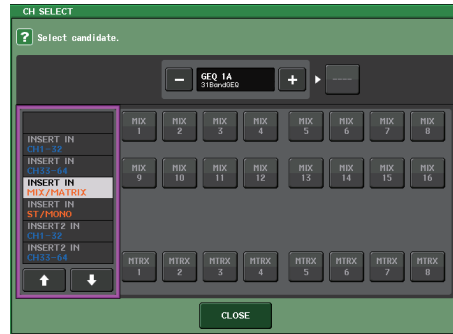 CH SELECT
? Select candidate.
GEQ 1A
31BandGEQ
− + ----
INSERT IN
CH1-32
INSERT IN
CH33-64
INSERT IN
MIX/MATRIX
INSERT IN
ST/MONO
INSERT2 IN
CH1-32
INSERT2 IN
CH33-64
MIX 1 MIX 2 MIX 3 MIX 4 MIX 5 MIX 6 MIX 7 MIX 8
MIX 9 MIX 10 MIX 11 MIX 12 MIX 13 MIX 14 MIX 15 MIX 16
MTRX 1 MTRX 2 MTRX 3 MTRX 4 MTRX 5 MTRX 6 MTRX 7 MTRX 8
CLOSE